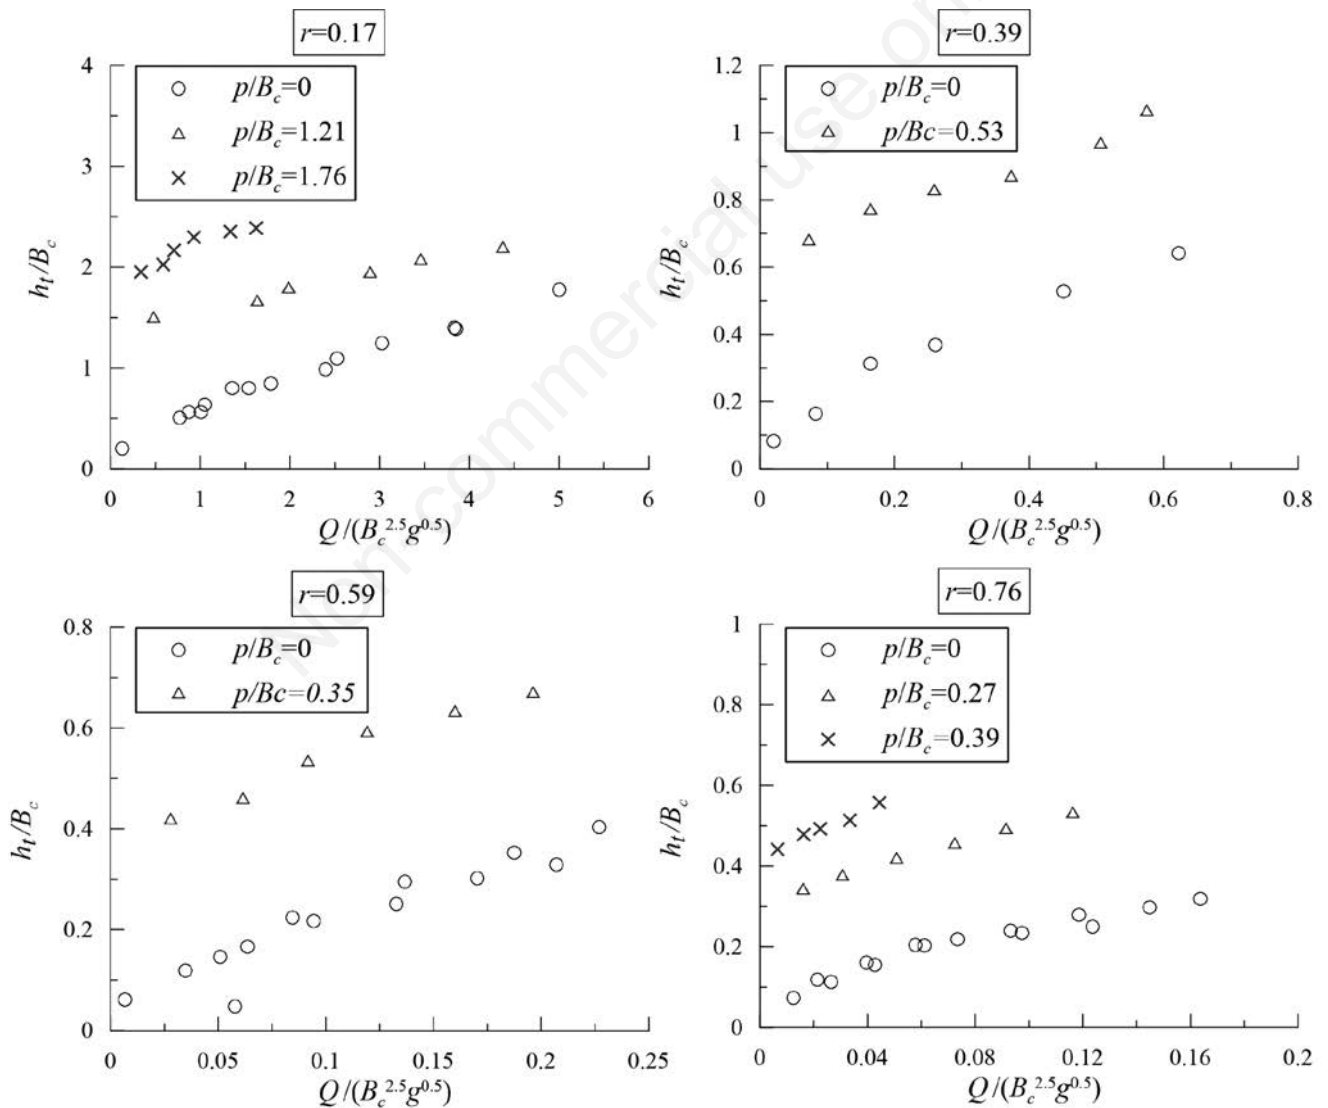 r=0.17
4
3
2
1
0
h_t/B_c
p/B_c=0
p/B_c=1.21
p/B_c=1.76
0 1 2 3 4 5 6
Q/(B_c^2.5 g^0.5)
r=0.39
1.2
1
0.8
0.6
0.4
0.2
0
h_t/B_c
p/B_c=0
p/Bc=0.53
0 0.2 0.4 0.6 0.8
Q/(B_c^2.5 g^0.5)
r=0.59
0.8
0.6
0.4
0.2
0
h_t/B_c
p/B_c=0
p/Bc=0.35
0 0.05 0.1 0.15 0.2 0.25
Q/(B_c^2.5 g^0.5)
r=0.76
1
0.8
0.6
0.4
0.2
0
h_t/B_c
p/B_c=0
p/B_c=0.27
p/B_c=0.39
0 0.04 0.08 0.12 0.16 0.2
Q/(B_c^2.5 g^0.5)
Non-commercial use on